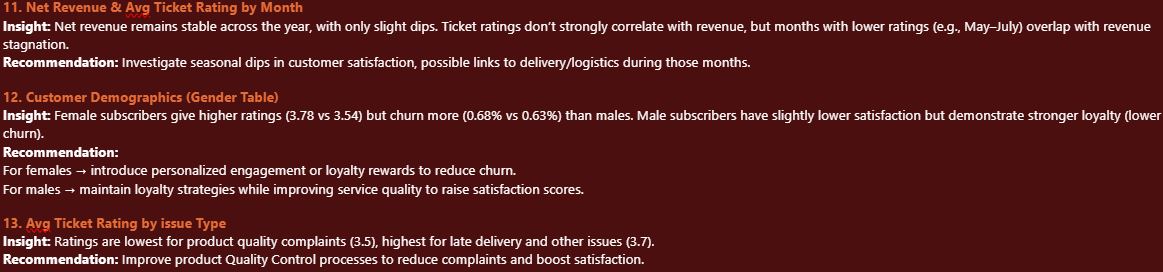 11. Net Revenue & Avg Ticket Rating by Month
Insight: Net revenue remains stable across the year, with only slight dips. Ticket ratings don’t strongly correlate with revenue, but months with lower ratings (e.g., May–July) overlap with revenue
stagnation.
Recommendation: Investigate seasonal dips in customer satisfaction, possible links to delivery/logistics during those months.
12. Customer Demographics (Gender Table)
Insight: Female subscribers give higher ratings (3.78 vs 3.54) but churn more (0.68% vs 0.63%) than males. Male subscribers have slightly lower satisfaction but demonstrate stronger loyalty (lower
churn).
Recommendation:
For females → introduce personalized engagement or loyalty rewards to reduce churn.
For males → maintain loyalty strategies while improving service quality to raise satisfaction scores.
13. Avg Ticket Rating by issue Type
Insight: Ratings are lowest for product quality complaints (3.5), highest for late delivery and other issues (3.7).
Recommendation: Improve product Quality Control processes to reduce complaints and boost satisfaction.